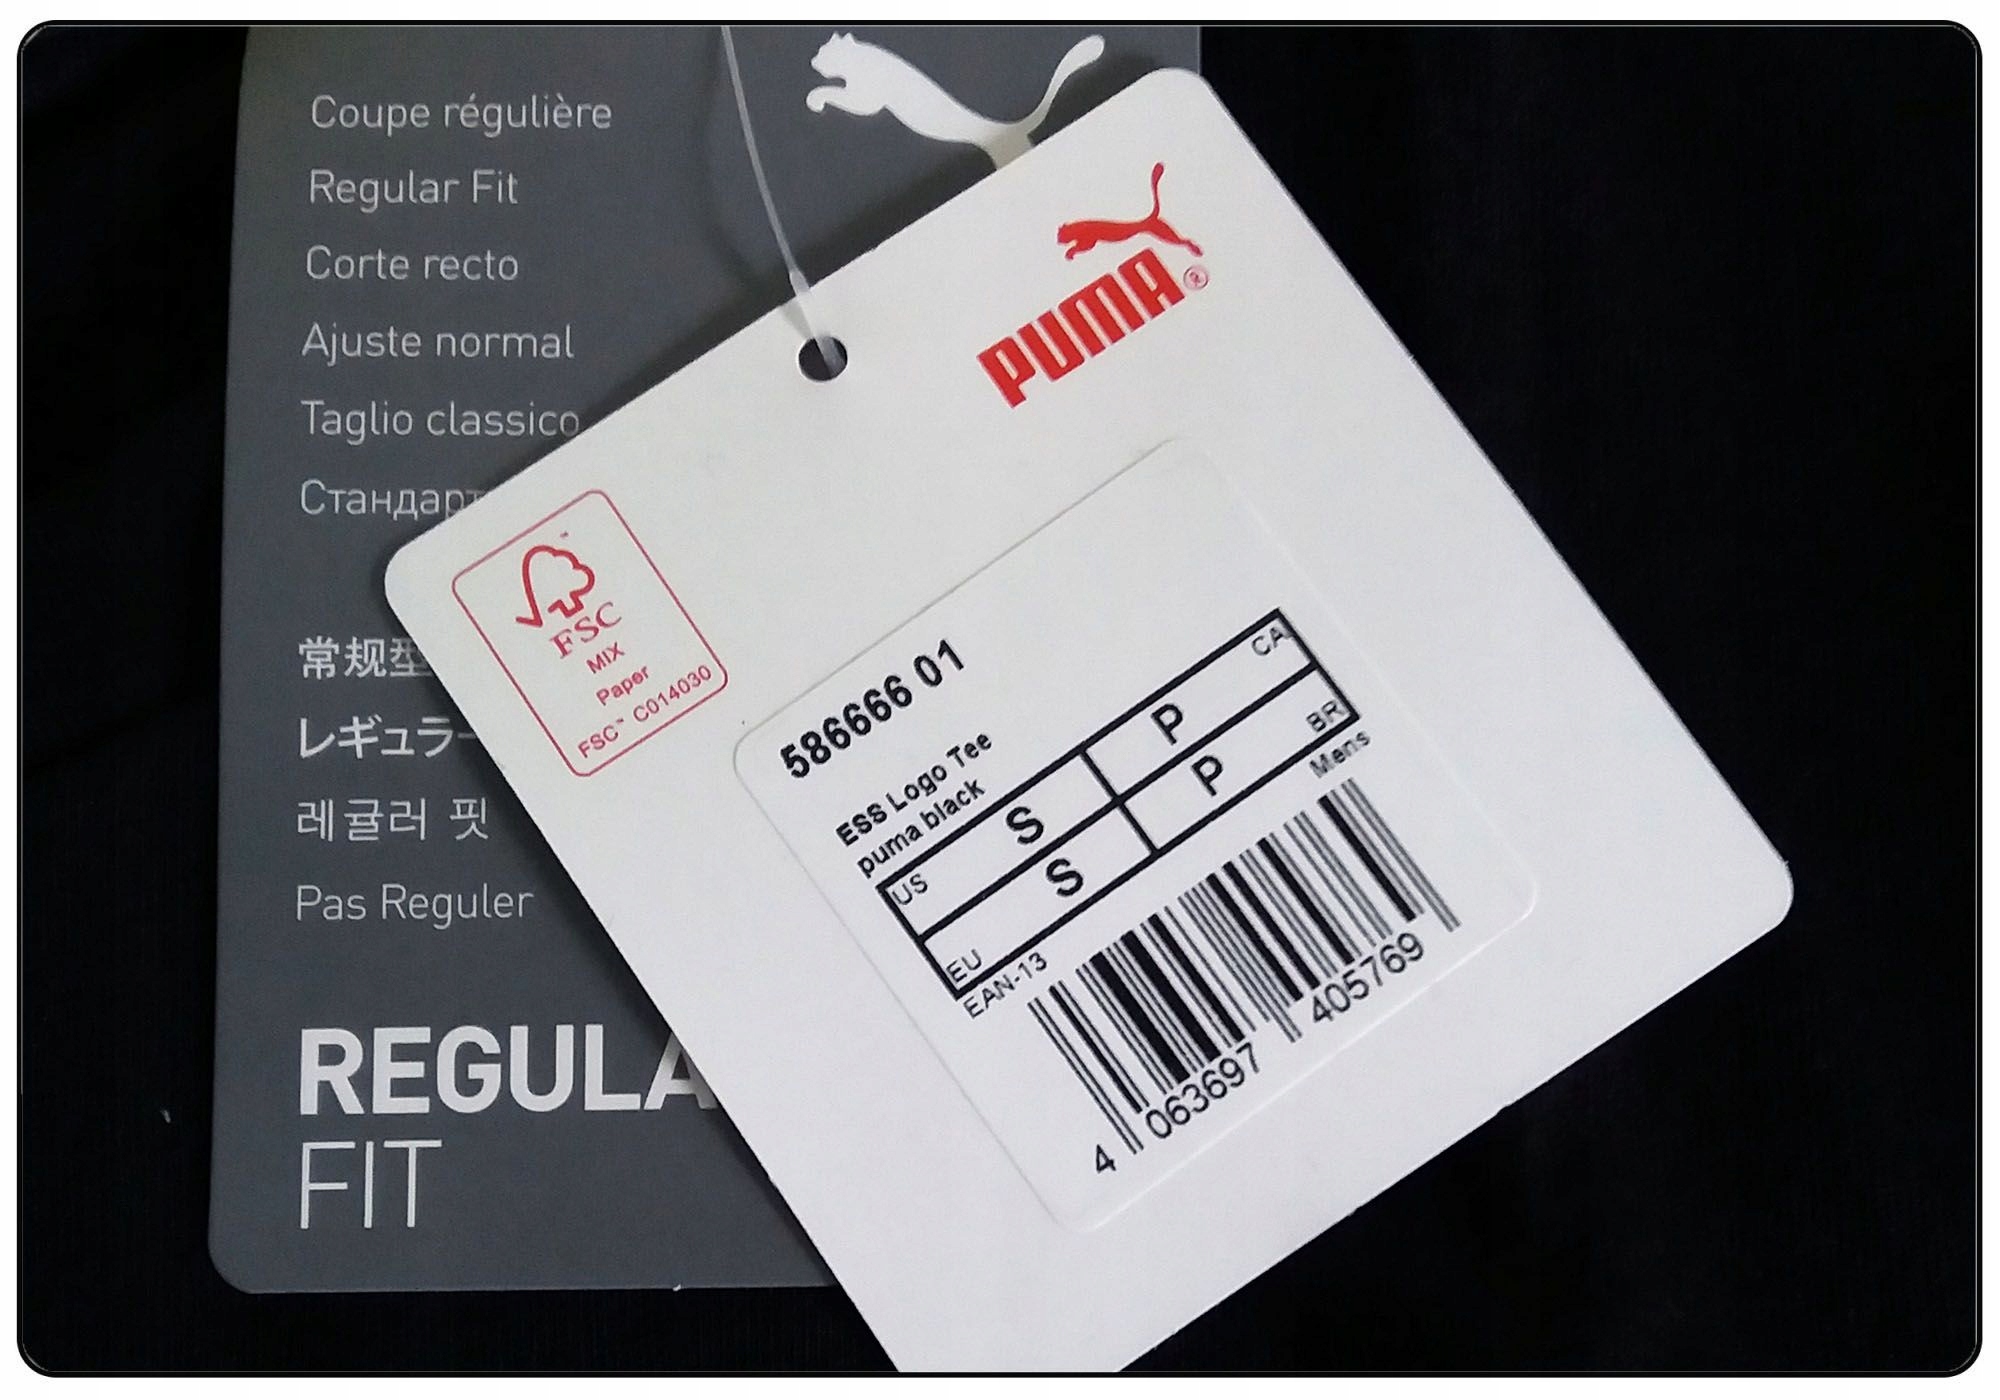 Coupe régulière
Regular Fit
Corte recto
Ajuste normal
Taglio classico
Стандарт
常规型
レギュラー
레귤러 핏
Pas Reguler
REGULA
FIT
PUMA®
FSC
MIX
Paper
FSC™ C014030
586666 01
ESS Logo Tee
puma black
US S P CA
EU S P BR
EAN-13 Mens
4 063697 405769